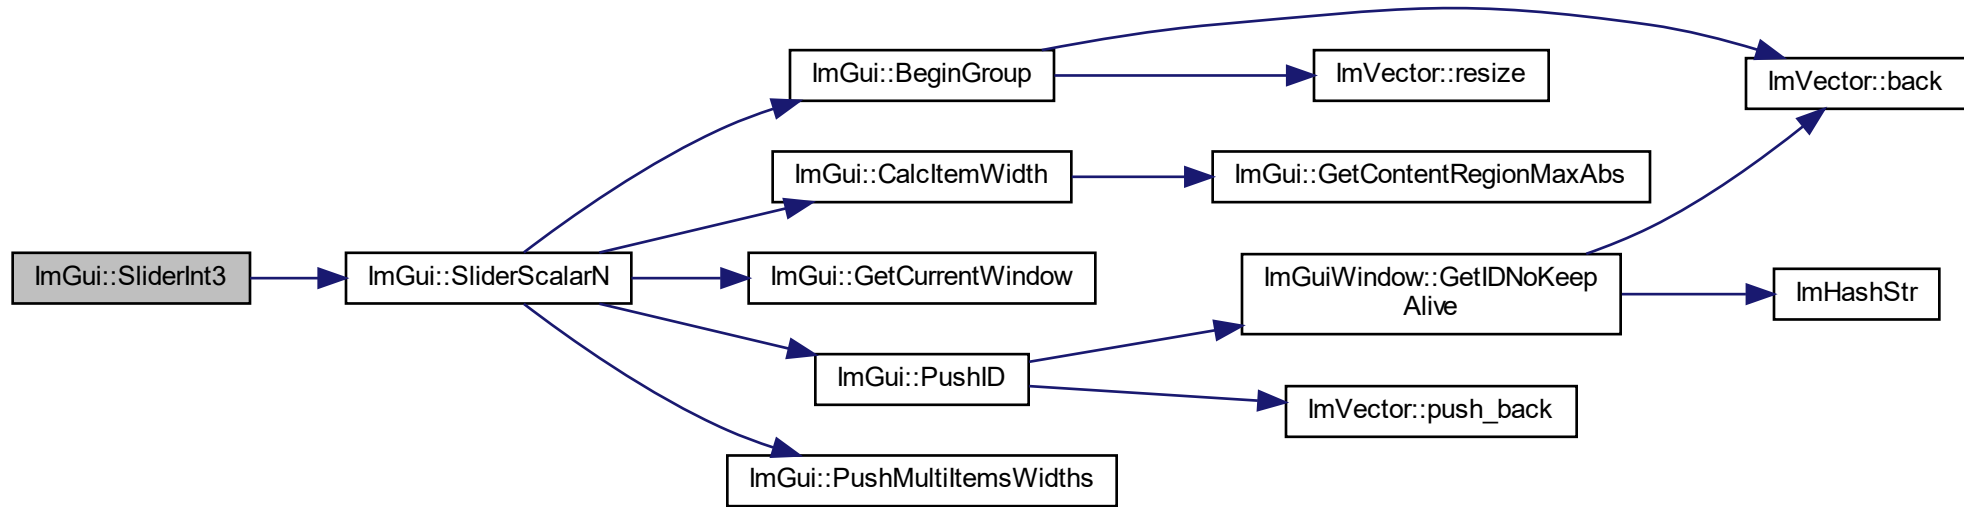 ImGui::SliderInt3
ImGui::SliderScalarN
ImGui::BeginGroup
ImGui::CalcItemWidth
ImGui::GetCurrentWindow
ImGui::PushID
ImGui::PushMultiItemsWidths
ImVector::resize
ImGui::GetContentRegionMaxAbs
ImGuiWindow::GetIDNoKeep
Alive
ImVector::push_back
ImVector::back
ImHashStr